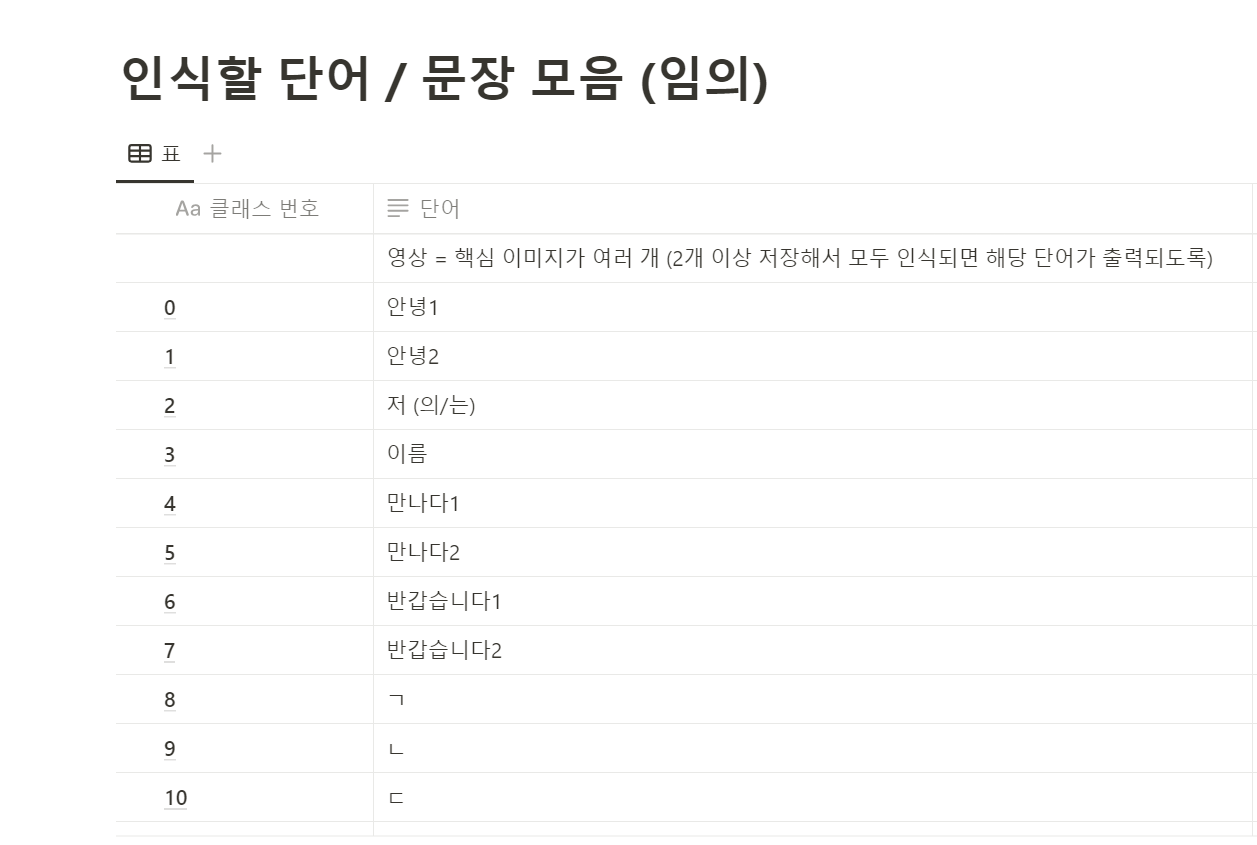 인식할 단어 / 문장 모음 (임의)
표
Aa 클래스 번호 단어
영상 = 핵심 이미지가 여러 개 (2개 이상 저장해서 모두 인식되면 해당 단어가 출력되도록)
0 안녕1
1 안녕2
2 저 (의/는)
3 이름
4 만나다1
5 만나다2
6 반갑습니다1
7 반갑습니다2
8 ㄱ
9 ㄴ
10 ㄷ